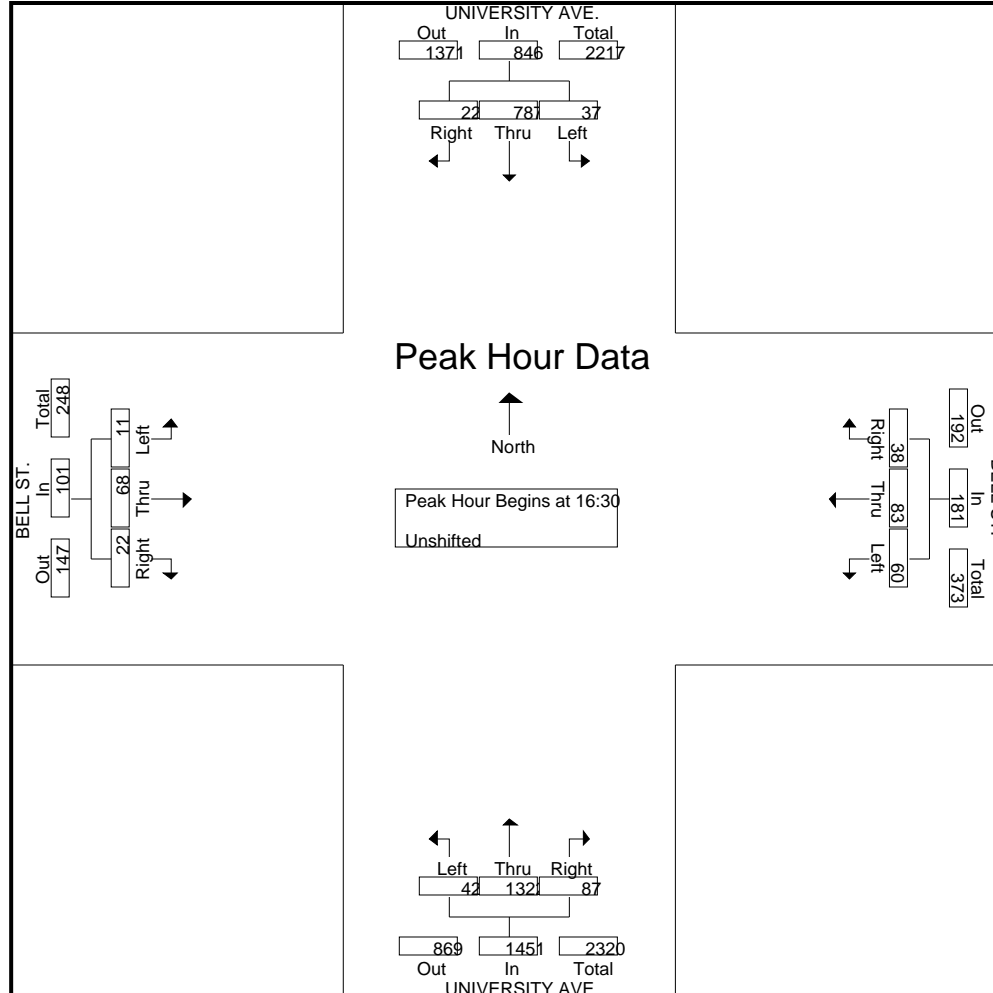 UNIVERSITY AVE.
Out In Total
1371 846 2217
22 787 37
Right Thru Left
Peak Hour Data
North
Peak Hour Begins at 16:30
Unshifted
BELL ST.
Total In Out
248 101 147
11 68 22
Left Thru Right
Out In Total
192 181 373
38 83 60
Right Thru Left
Left Thru Right
42 1322 87
869 1451 2320
Out In Total
UNIVERSITY AVE